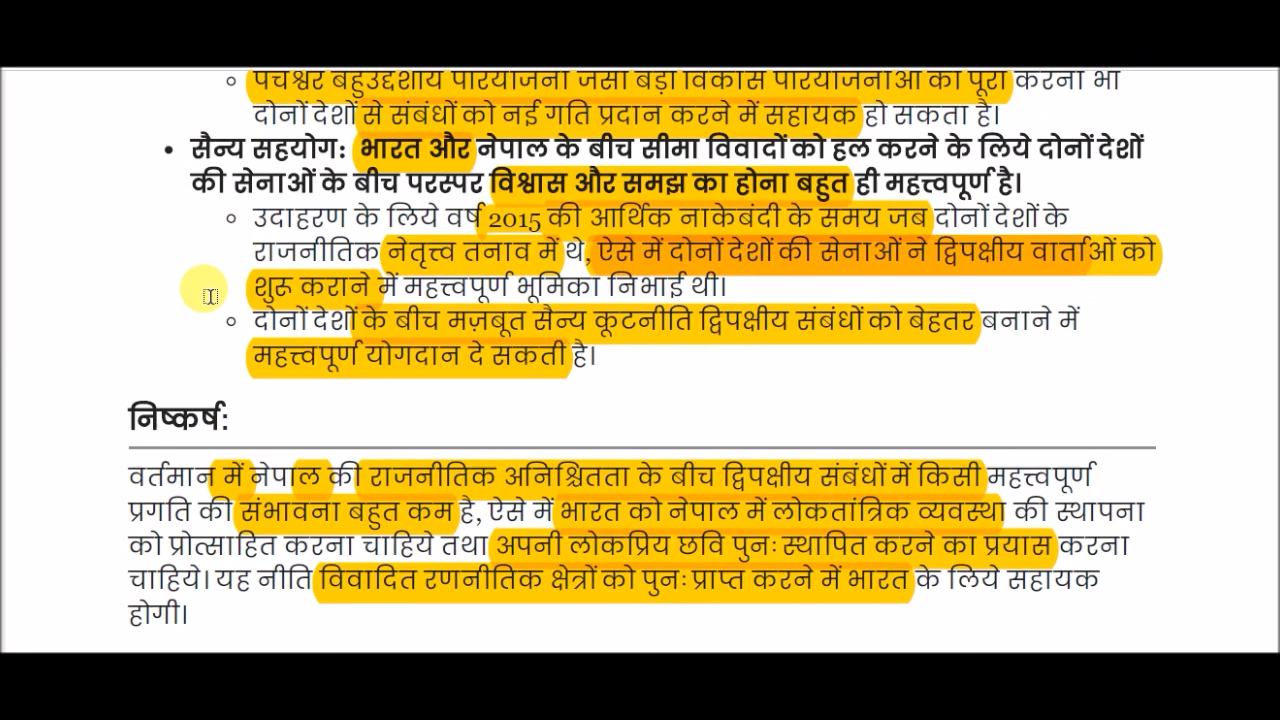 पंचेश्वर बहुउद्देशीय परियोजना जैसी बड़ी विकास परियोजनाओं को पूरा करना भी
दोनों देशों से संबंधों को नई गति प्रदान करने में सहायक हो सकता है।
सैन्य सहयोग: भारत और नेपाल के बीच सीमा विवादों को हल करने के लिये दोनों देशों
की सेनाओं के बीच परस्पर विश्वास और समझ का होना बहुत ही महत्त्वपूर्ण है।
उदाहरण के लिये वर्ष 2015 की आर्थिक नाकेबंदी के समय जब दोनों देशों के
राजनीतिक नेतृत्त्व तनाव में थे, ऐसे में दोनों देशों की सेनाओं ने द्विपक्षीय वार्ताओं को
शुरू कराने में महत्त्वपूर्ण भूमिका निभाई थी।
दोनों देशों के बीच मज़बूत सैन्य कूटनीति द्विपक्षीय संबंधों को बेहतर बनाने में
महत्त्वपूर्ण योगदान दे सकती है।
निष्कर्ष:
वर्तमान में नेपाल की राजनीतिक अनिश्चितता के बीच द्विपक्षीय संबंधों में किसी महत्त्वपूर्ण
प्रगति की संभावना बहुत कम है, ऐसे में भारत को नेपाल में लोकतांत्रिक व्यवस्था की स्थापना
को प्रोत्साहित करना चाहिये तथा अपनी लोकप्रिय छवि पुनः स्थापित करने का प्रयास करना
चाहिये। यह नीति विवादित रणनीतिक क्षेत्रों को पुनः प्राप्त करने में भारत के लिये सहायक
होगी।